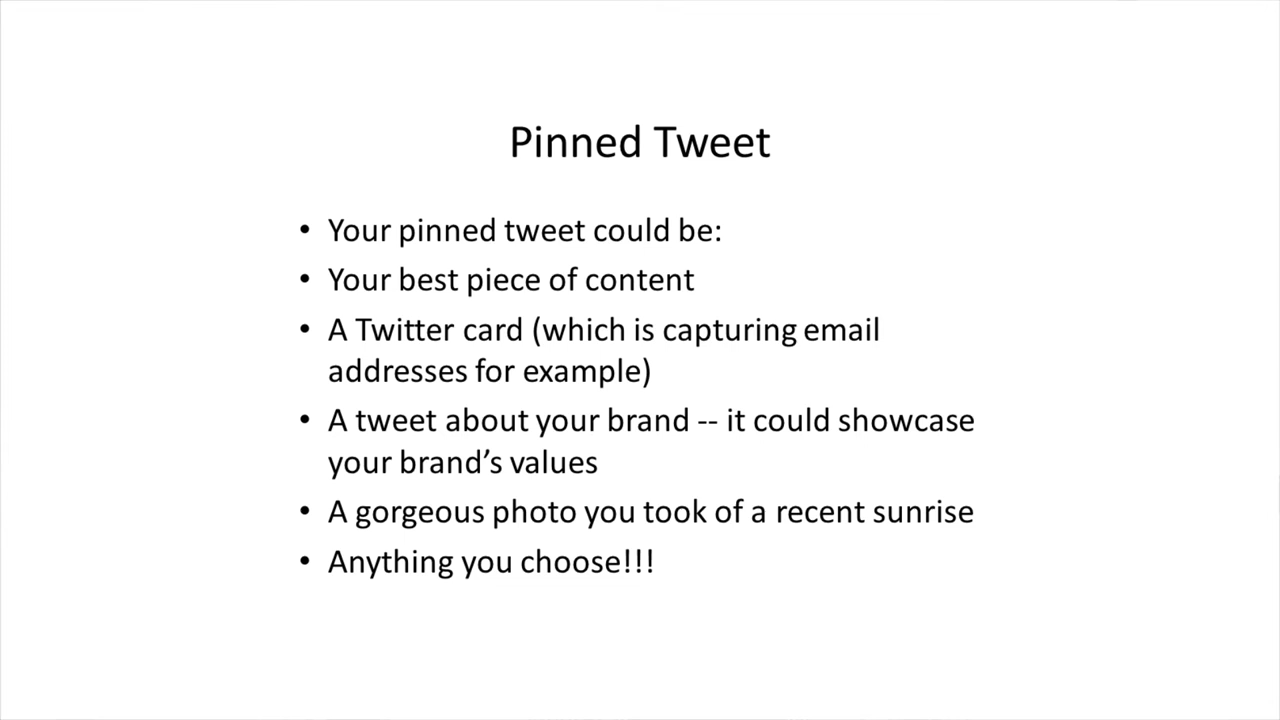 Pinned Tweet
• Your pinned tweet could be:
• Your best piece of content
• A Twitter card (which is capturing email
addresses for example)
• A tweet about your brand -- it could showcase
your brand’s values
• A gorgeous photo you took of a recent sunrise
• Anything you choose!!!